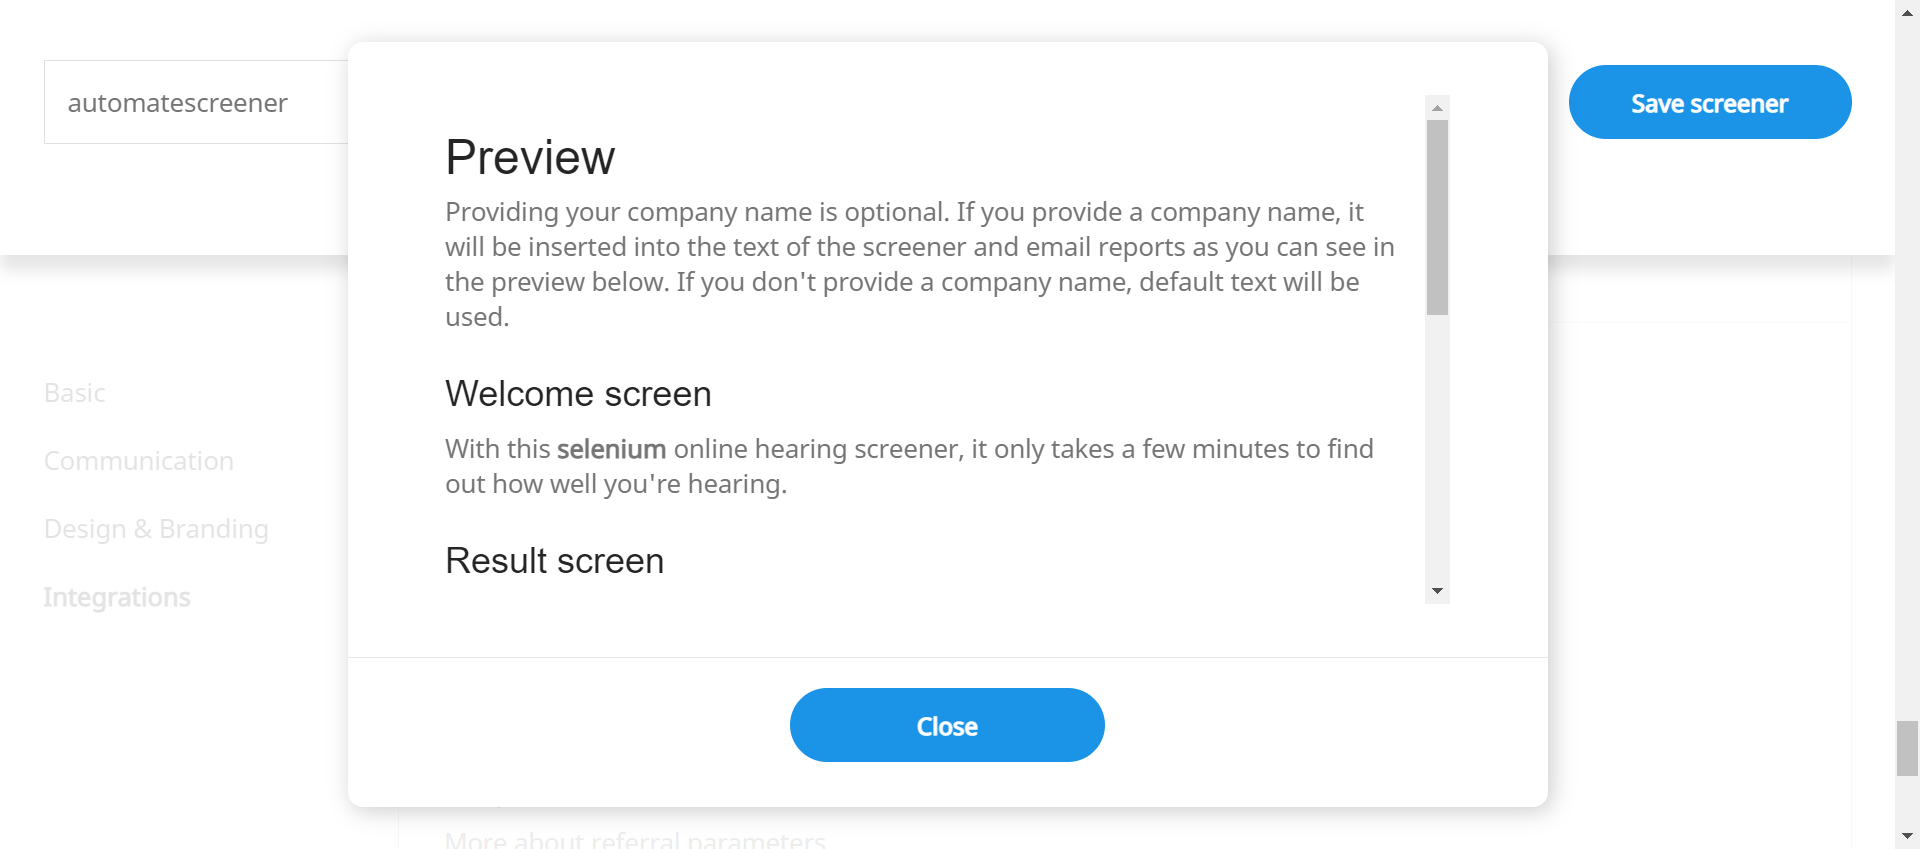 automatescreener
Save screener
Preview
Providing your company name is optional. If you provide a company name, it
will be inserted into the text of the screener and email reports as you can see in
the preview below. If you don't provide a company name, default text will be
used.
Welcome screen
With this selenium online hearing screener, it only takes a few minutes to find
out how well you're hearing.
Result screen
Close
Basic
Communication
Design & Branding
Integrations
More about referral parameters